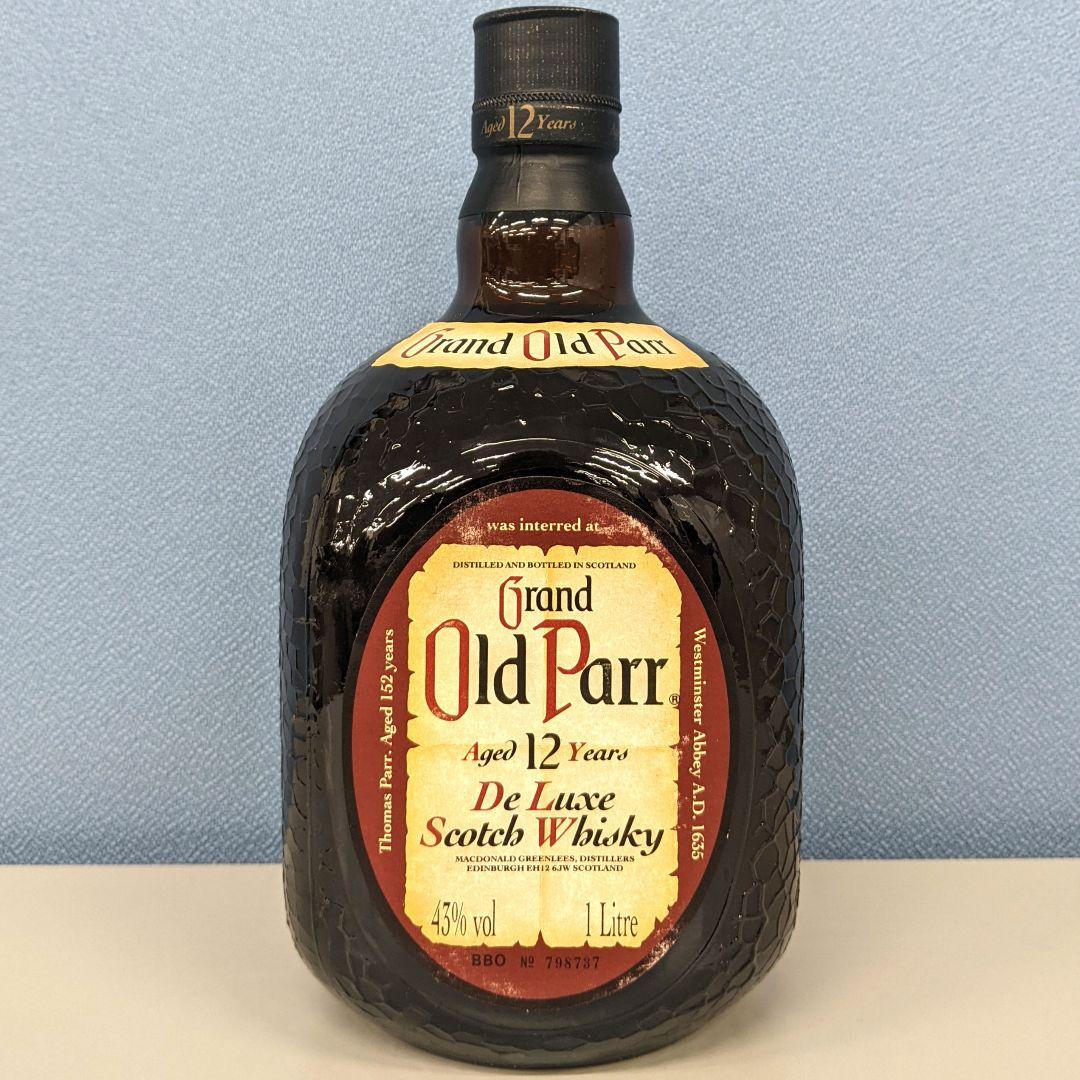 Aged 12 Years
Grand Old Parr
was interred at
DISTILLED AND BOTTLED IN SCOTLAND
Grand
Old Parr®
Aged 12 Years
De Luxe
Scotch Whisky
MACDONALD GREENLEES, DISTILLERS
EDINBURGH EH12 6JW SCOTLAND
43% vol 1 Litre
BBO Nº 798737
Thomas Parr. Aged 152 years
Westminster Abbey A.D. 1635